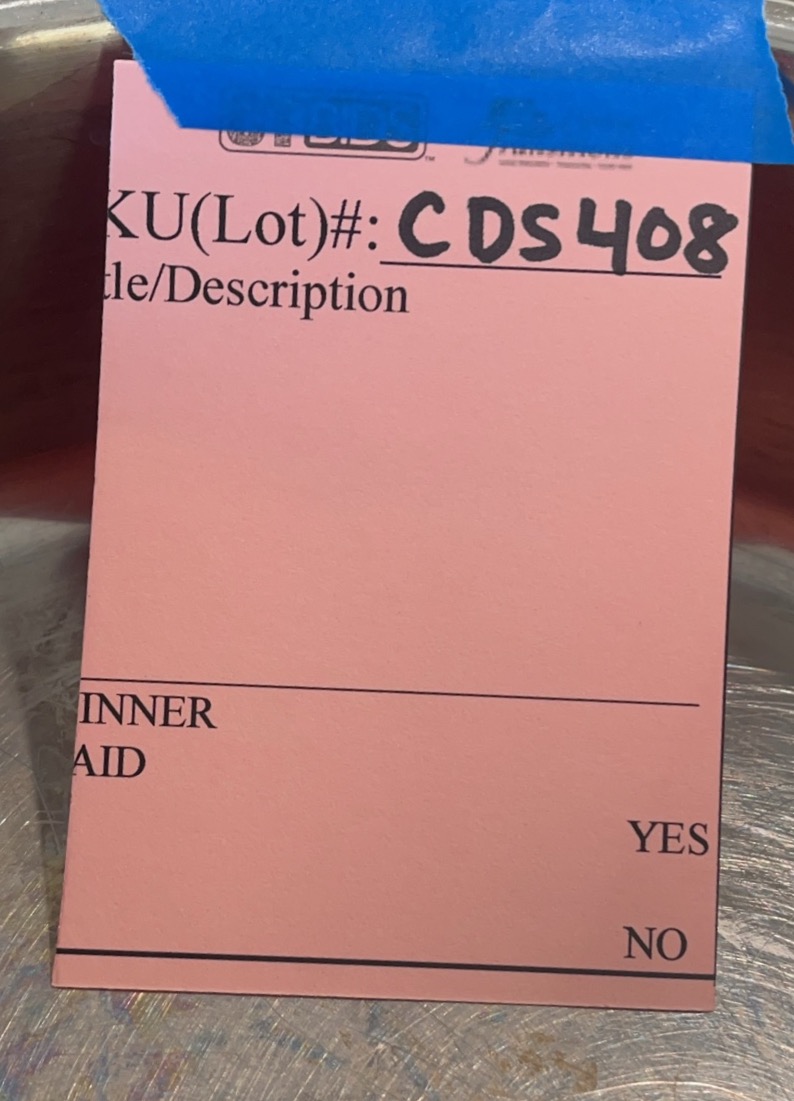 KU(Lot)#: CDS408
tle/Description
INNER
AID
YES
NO